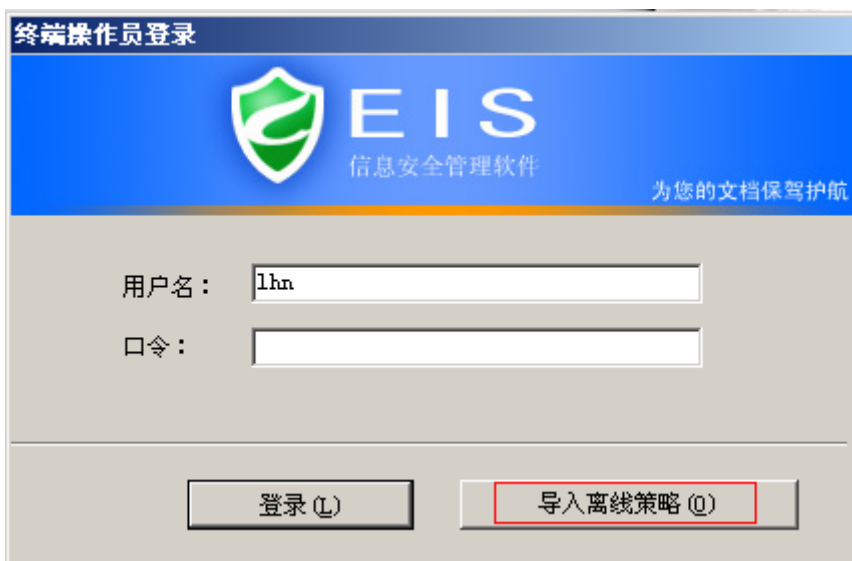 终端操作员登录
EIS
信息安全管理软件
为您的文档保驾护航
用户名：
lhn
口令：
登录(L)
导入离线策略(O)